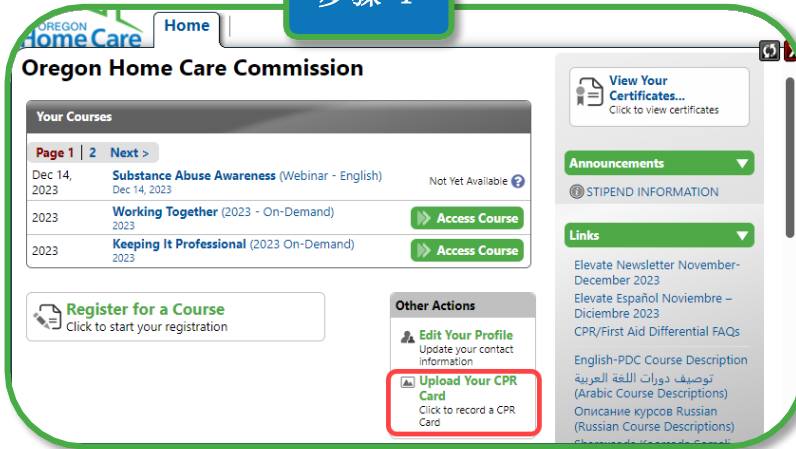 步骤 1
OREGON
Home Care
Home
Oregon Home Care Commission
Your Courses
Page 1 | 2 Next >
Dec 14, 2023 Substance Abuse Awareness (Webinar - English) Not Yet Available ?
Dec 14, 2023
2023 Working Together (2023 - On-Demand) Access Course
2023
2023 Keeping It Professional (2023 On-Demand) Access Course
2023
Register for a Course
Click to start your registration
Other Actions
Edit Your Profile
Update your contact
information
Upload Your CPR
Card
Click to record a CPR
Card
View Your
Certificates...
Click to view certificates
Announcements
STIPEND INFORMATION
Links
Elevate Newsletter November-
December 2023
Elevate Español Noviembre –
Diciembre 2023
CPR/First Aid Differential FAQs
English-PDC Course Description
توصيف دورات اللغة العربية
(Arabic Course Descriptions)
Описание курсов Russian
(Russian Course Descriptions)